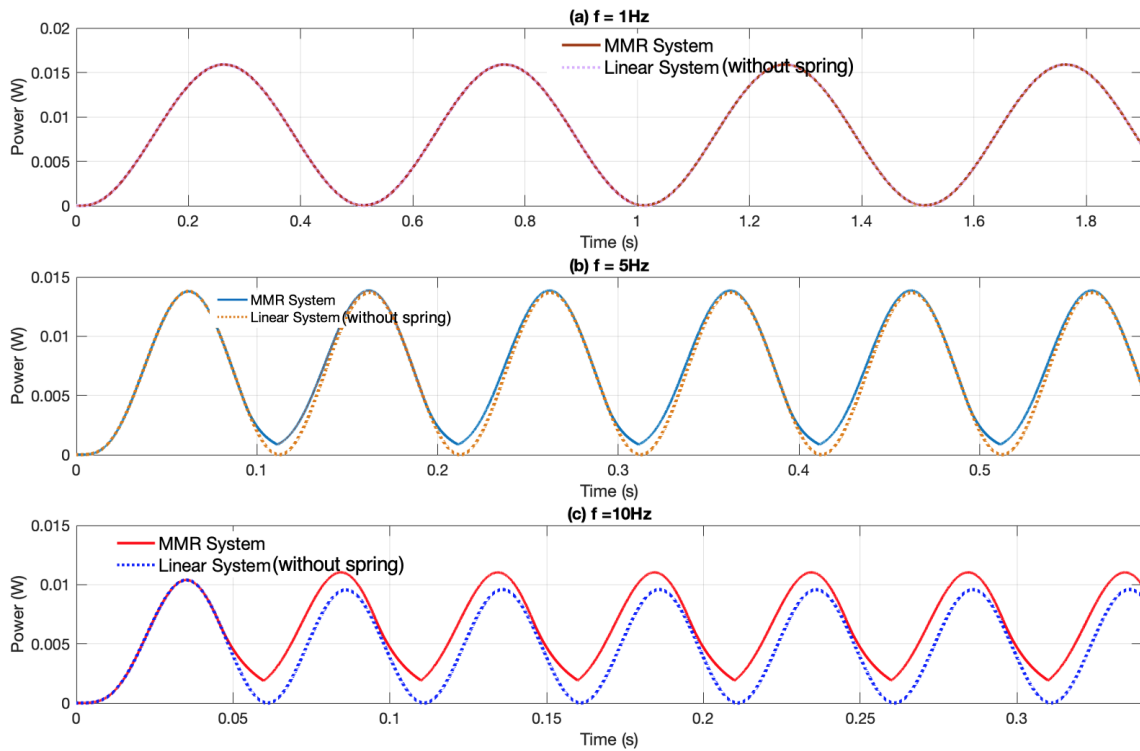 (a) f = 1Hz
0.02
0.015
0.01
0.005
0
Power (W)
MMR System
Linear System (without spring)
0 0.2 0.4 0.6 0.8 1 1.2 1.4 1.6 1.8
Time (s)
(b) f = 5Hz
0.015
0.01
0.005
0
Power (W)
MMR System
Linear System (without spring)
0 0.1 0.2 0.3 0.4 0.5
Time (s)
(c) f =10Hz
0.015
0.01
0.005
0
Power (W)
MMR System
Linear System (without spring)
0 0.05 0.1 0.15 0.2 0.25 0.3
Time (s)